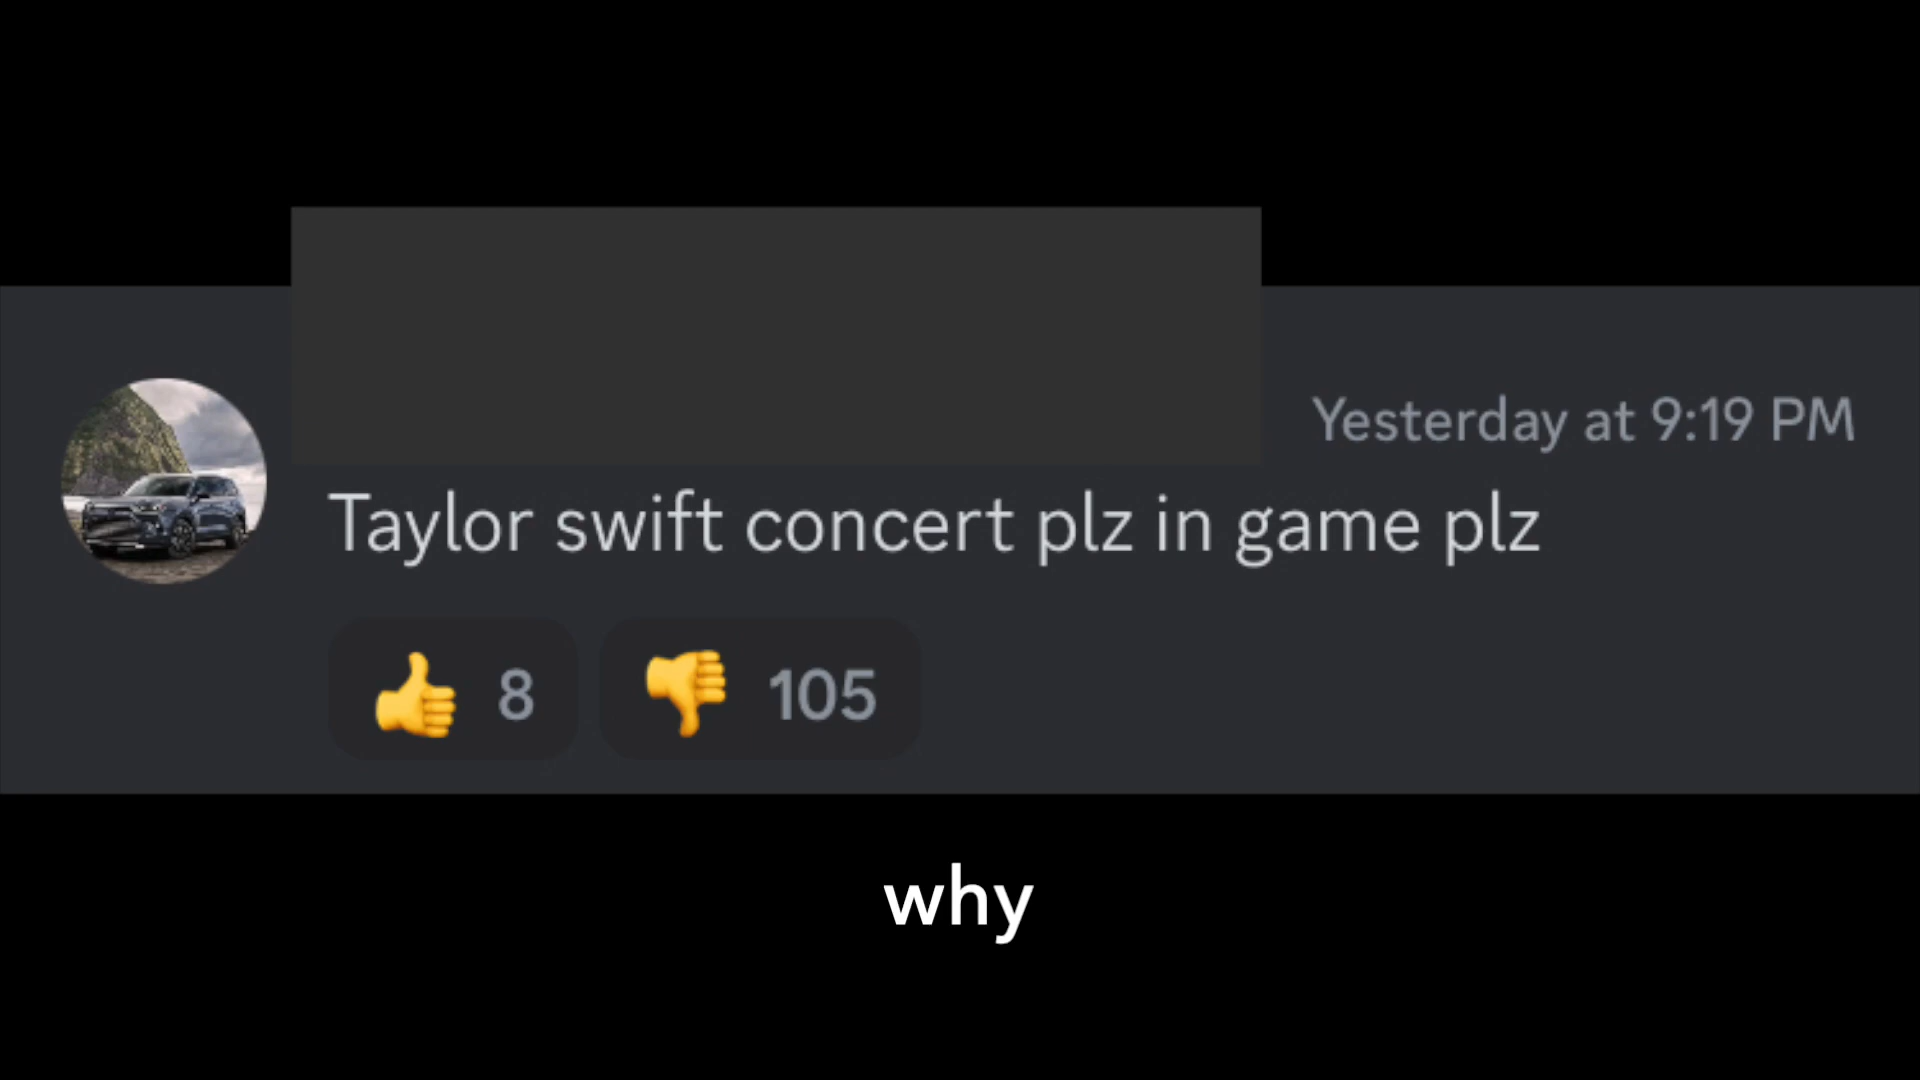 Yesterday at 9:19 PM
Taylor swift concert plz in game plz
👍 8 👎 105
why